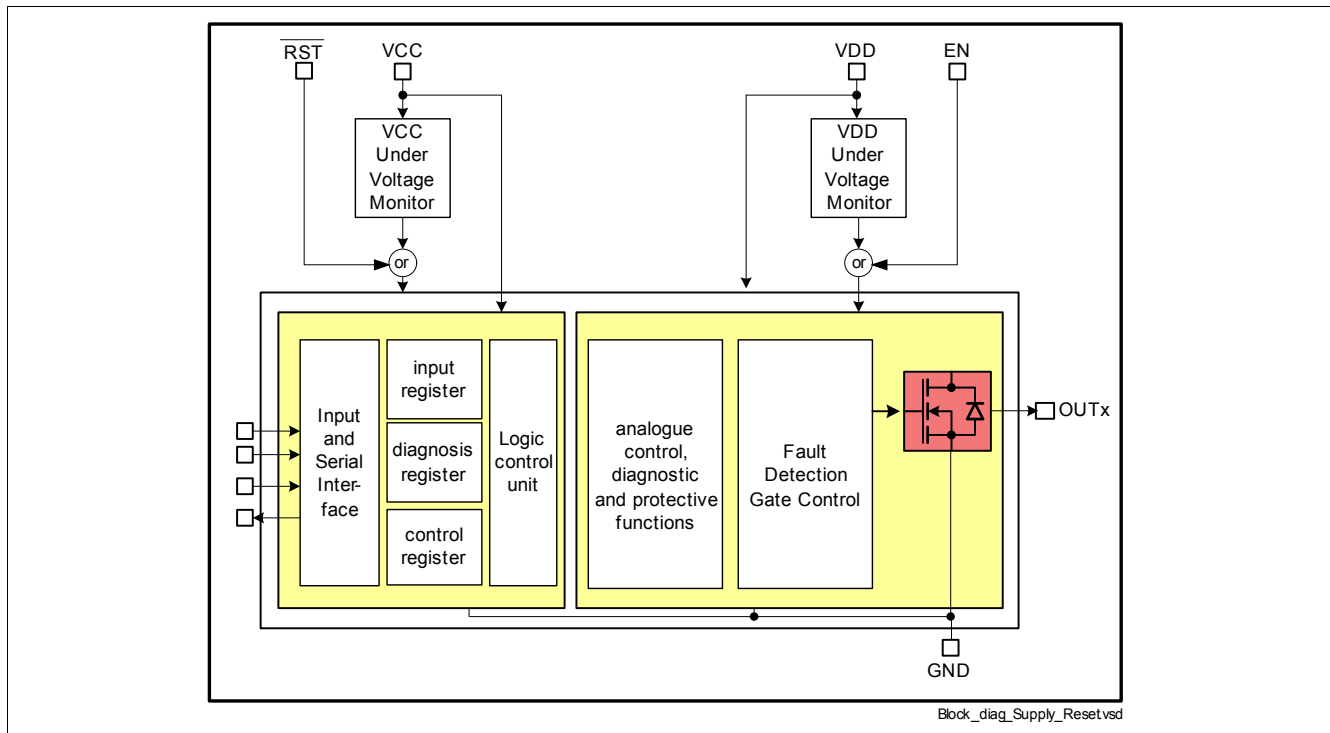 RST
VCC
VDD
EN
VCC
Under
Voltage
Monitor
VDD
Under
Voltage
Monitor
or
or
Input
and
Serial
Inter-
face
input
register
diagnosis
register
control
register
Logic
control
unit
analogue
control,
diagnostic
and protective
functions
Fault
Detection
Gate Control
OUTx
GND
Block_diag_Supply_Reset.vsd